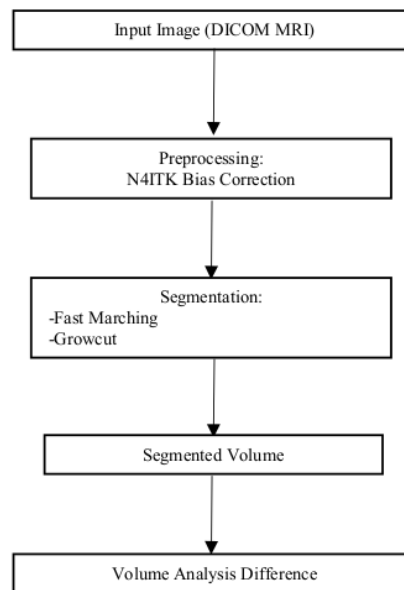 Input Image (DICOM MRI)
Preprocessing:
N4ITK Bias Correction
Segmentation:
-Fast Marching
-Growcut
Segmented Volume
Volume Analysis Difference